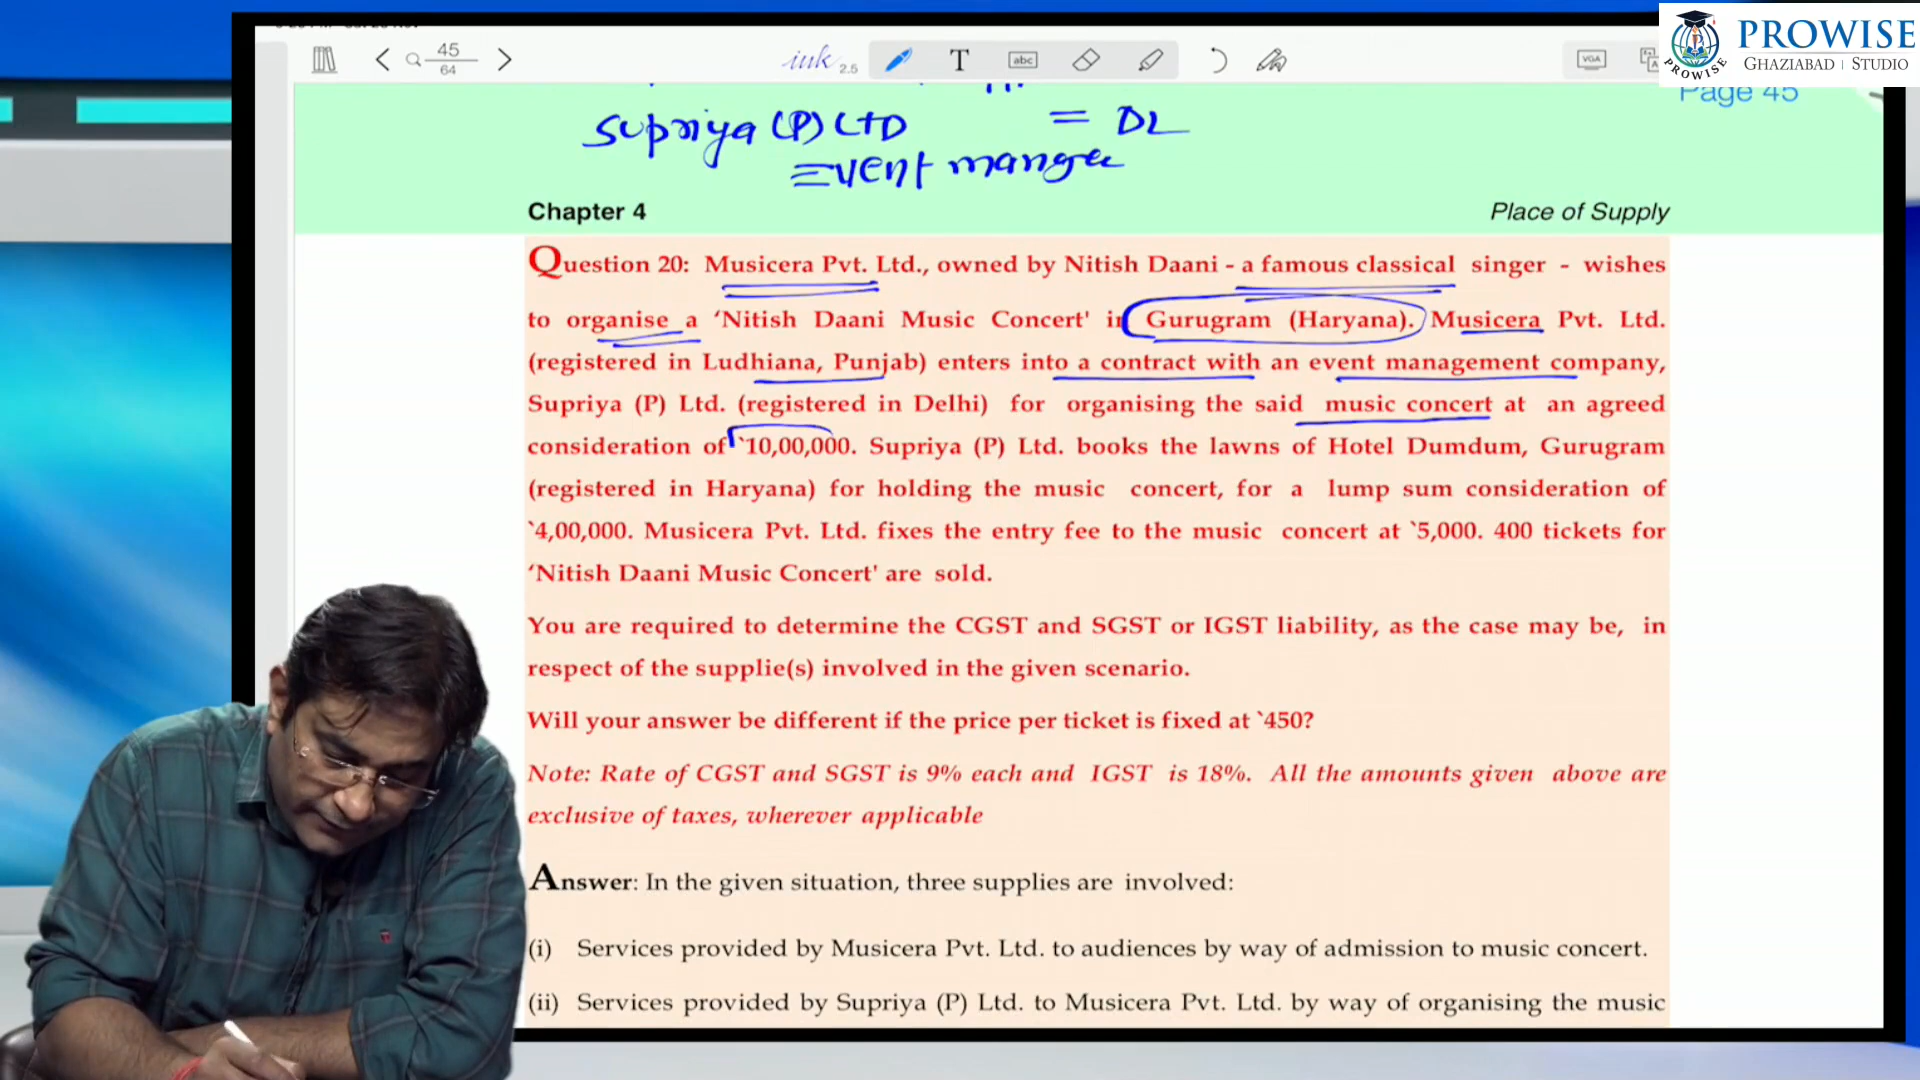 PROWISE
GHAZIABAD | STUDIO
PROWISE
45
64
ink 2.5
T
abc
VGA
Page 45
Supriya (P) LTD = DL
Event manger
Chapter 4
Place of Supply
Question 20: Musicera Pvt. Ltd., owned by Nitish Daani - a famous classical singer - wishes
to organise a ‘Nitish Daani Music Concert' in Gurugram (Haryana). Musicera Pvt. Ltd.
(registered in Ludhiana, Punjab) enters into a contract with an event management company,
Supriya (P) Ltd. (registered in Delhi) for organising the said music concert at an agreed
consideration of `10,00,000. Supriya (P) Ltd. books the lawns of Hotel Dumdum, Gurugram
(registered in Haryana) for holding the music concert, for a lump sum consideration of
`4,00,000. Musicera Pvt. Ltd. fixes the entry fee to the music concert at `5,000. 400 tickets for
‘Nitish Daani Music Concert' are sold.
You are required to determine the CGST and SGST or IGST liability, as the case may be, in
respect of the supplie(s) involved in the given scenario.
Will your answer be different if the price per ticket is fixed at `450?
Note: Rate of CGST and SGST is 9% each and IGST is 18%. All the amounts given above are
exclusive of taxes, wherever applicable
Answer: In the given situation, three supplies are involved:
(i) Services provided by Musicera Pvt. Ltd. to audiences by way of admission to music concert.
(ii) Services provided by Supriya (P) Ltd. to Musicera Pvt. Ltd. by way of organising the music